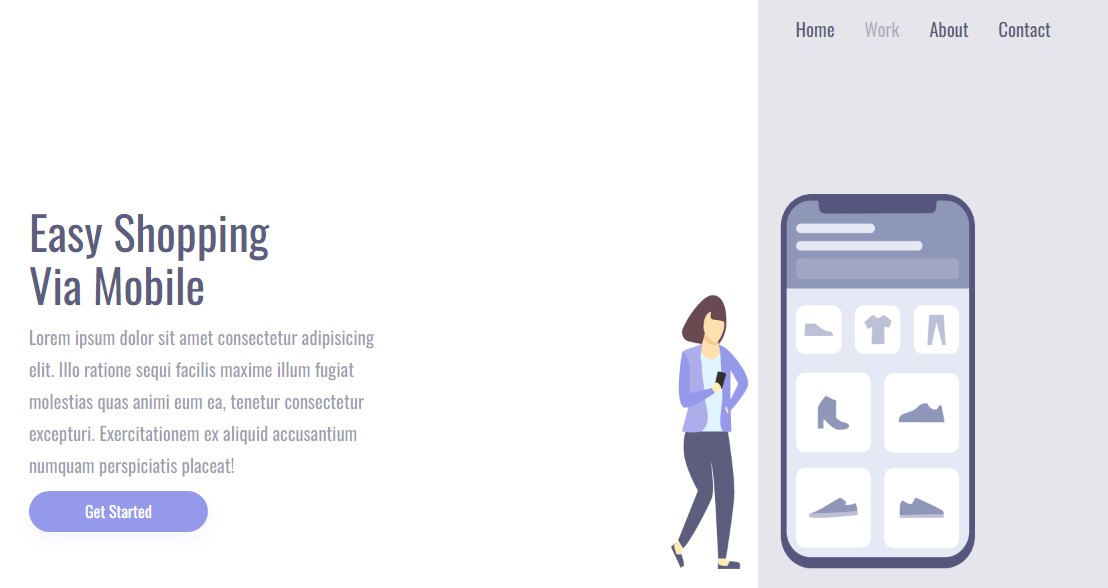 Home Work About Contact
Easy Shopping
Via Mobile
Lorem ipsum dolor sit amet consectetur adipisicing
elit. Illo ratione sequi facilis maxime illum fugiat
molestias quas animi eum ea, tenetur consectetur
excepturi. Exercitationem ex aliquid accusantium
numquam perspiciatis placeat!
Get Started